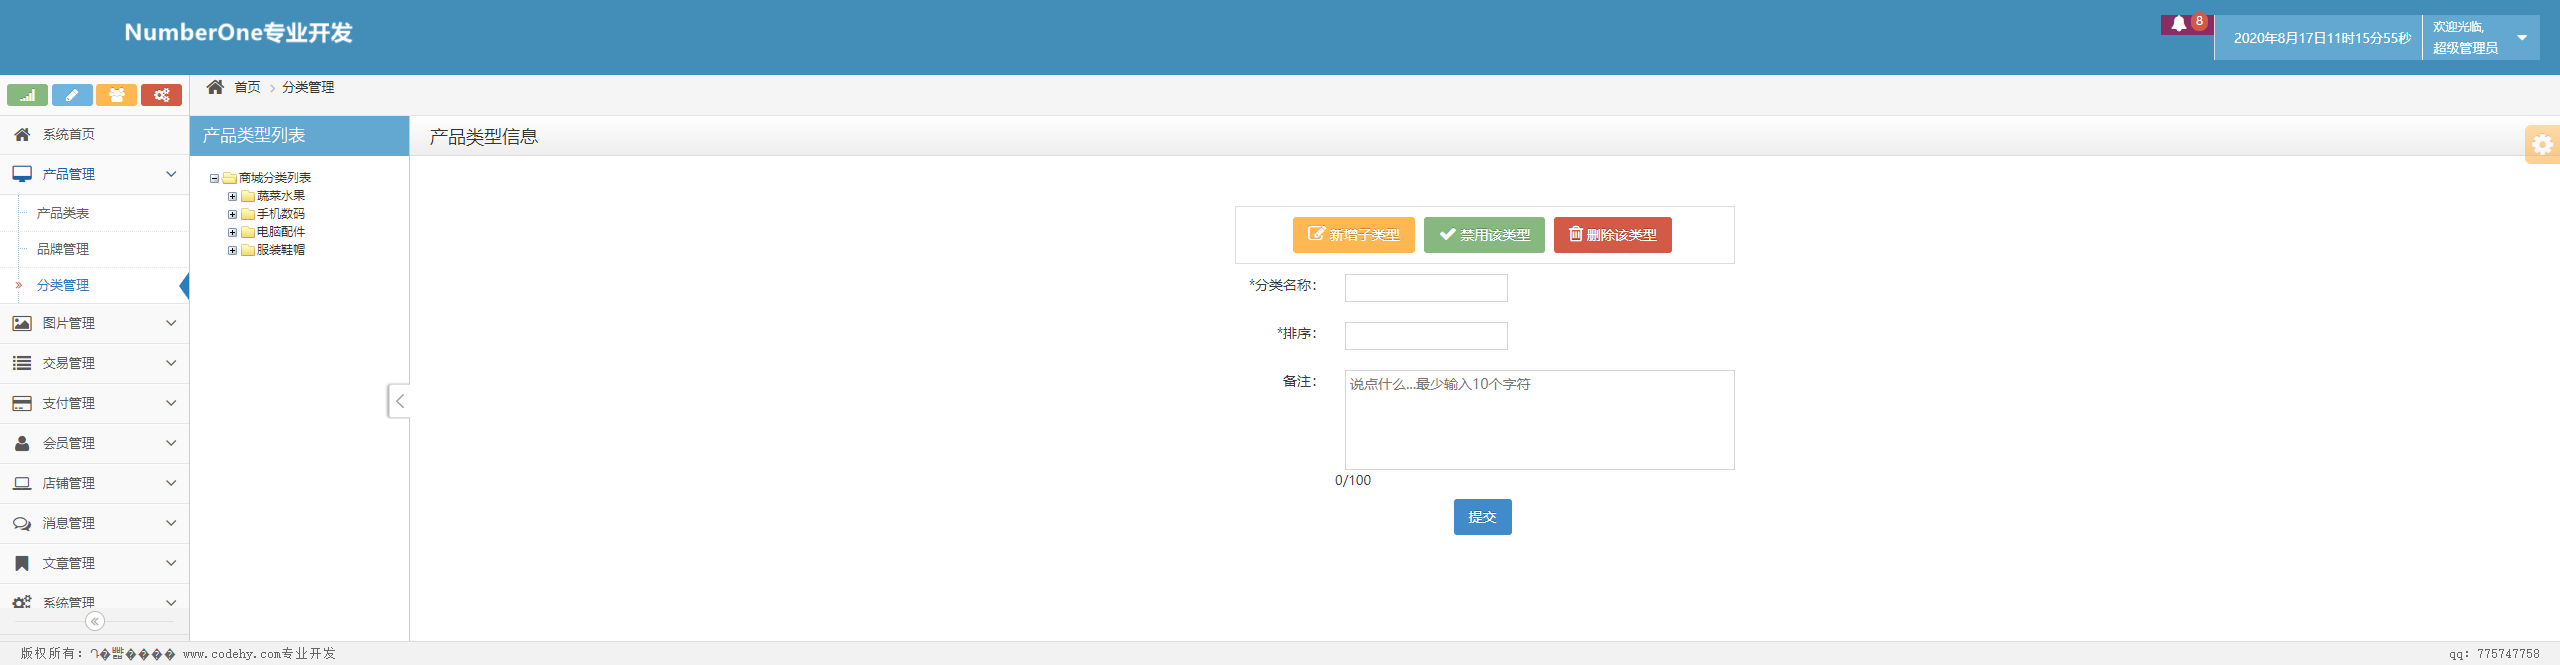 NumberOne专业开发
8
2020年8月17日11时15分55秒
欢迎光临,
超级管理员
首页
分类管理
系统首页
产品管理
产品类表
品牌管理
分类管理
图片管理
交易管理
支付管理
会员管理
店铺管理
消息管理
文章管理
系统管理
产品类型列表
商城分类列表
蔬菜水果
手机数码
电脑配件
服装鞋帽
产品类型信息
新增子类型
禁用该类型
删除该类型
*分类名称：
*排序：
备注：
说点什么...最少输入10个字符
0/100
提交
版权所有： www.codehy.com专业开发
qq: 775747758